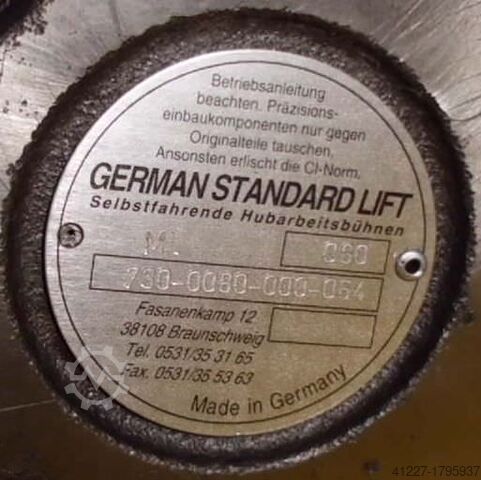 Betriebsanleitung
beachten. Präzisions-
einbaukomponenten nur gegen
Originalteile tauschen,
Ansonsten erlischt die CI-Norm.
GERMAN STANDARD LIFT
Selbstfahrende Hubarbeitsbühnen
060
730-0080-000-064
Fasanenkamp 12
38108 Braunschweig
Tel. 0531/35 31 65
Fax. 0531/35 53 63
Made in Germany
41227-1795937